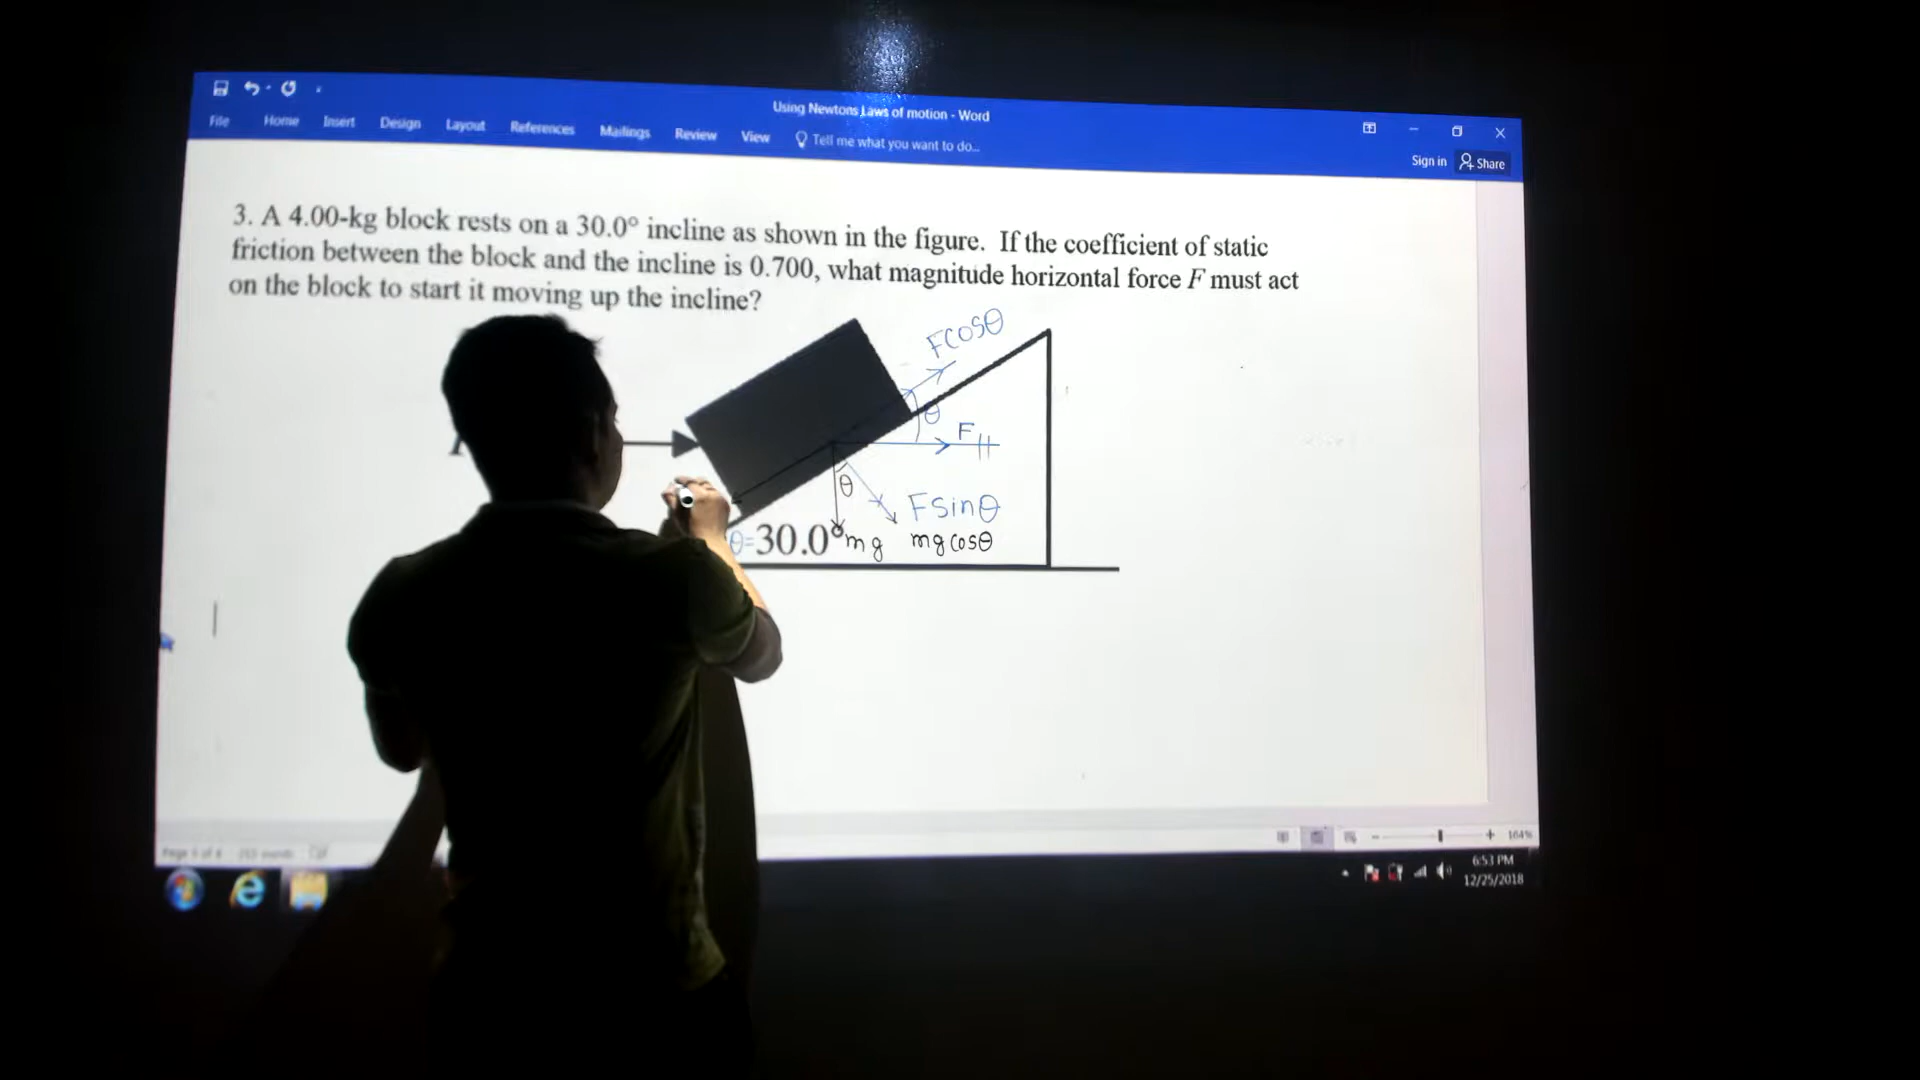 Using Newtons Laws of motion - Word
File Home Insert Design Layout References Mailings Review View Tell me what you want to do...
Sign in Share
3. A 4.00-kg block rests on a 30.0° incline as shown in the figure. If the coefficient of static
friction between the block and the incline is 0.700, what magnitude horizontal force F must act
on the block to start it moving up the incline?
Fcosθ
θ
F
θ
Fsinθ
θ=30.0° mg mgcosθ
164%
6:53 PM
12/25/2018